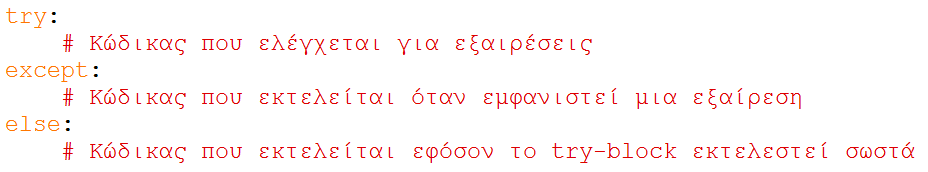 try:
    # Κώδικας που ελέγχεται για εξαιρέσεις
except:
    # Κώδικας που εκτελείται όταν εμφανιστεί μια εξαίρεση
else:
    # Κώδικας που εκτελείται εφόσον το try-block εκτελεστεί σωστά